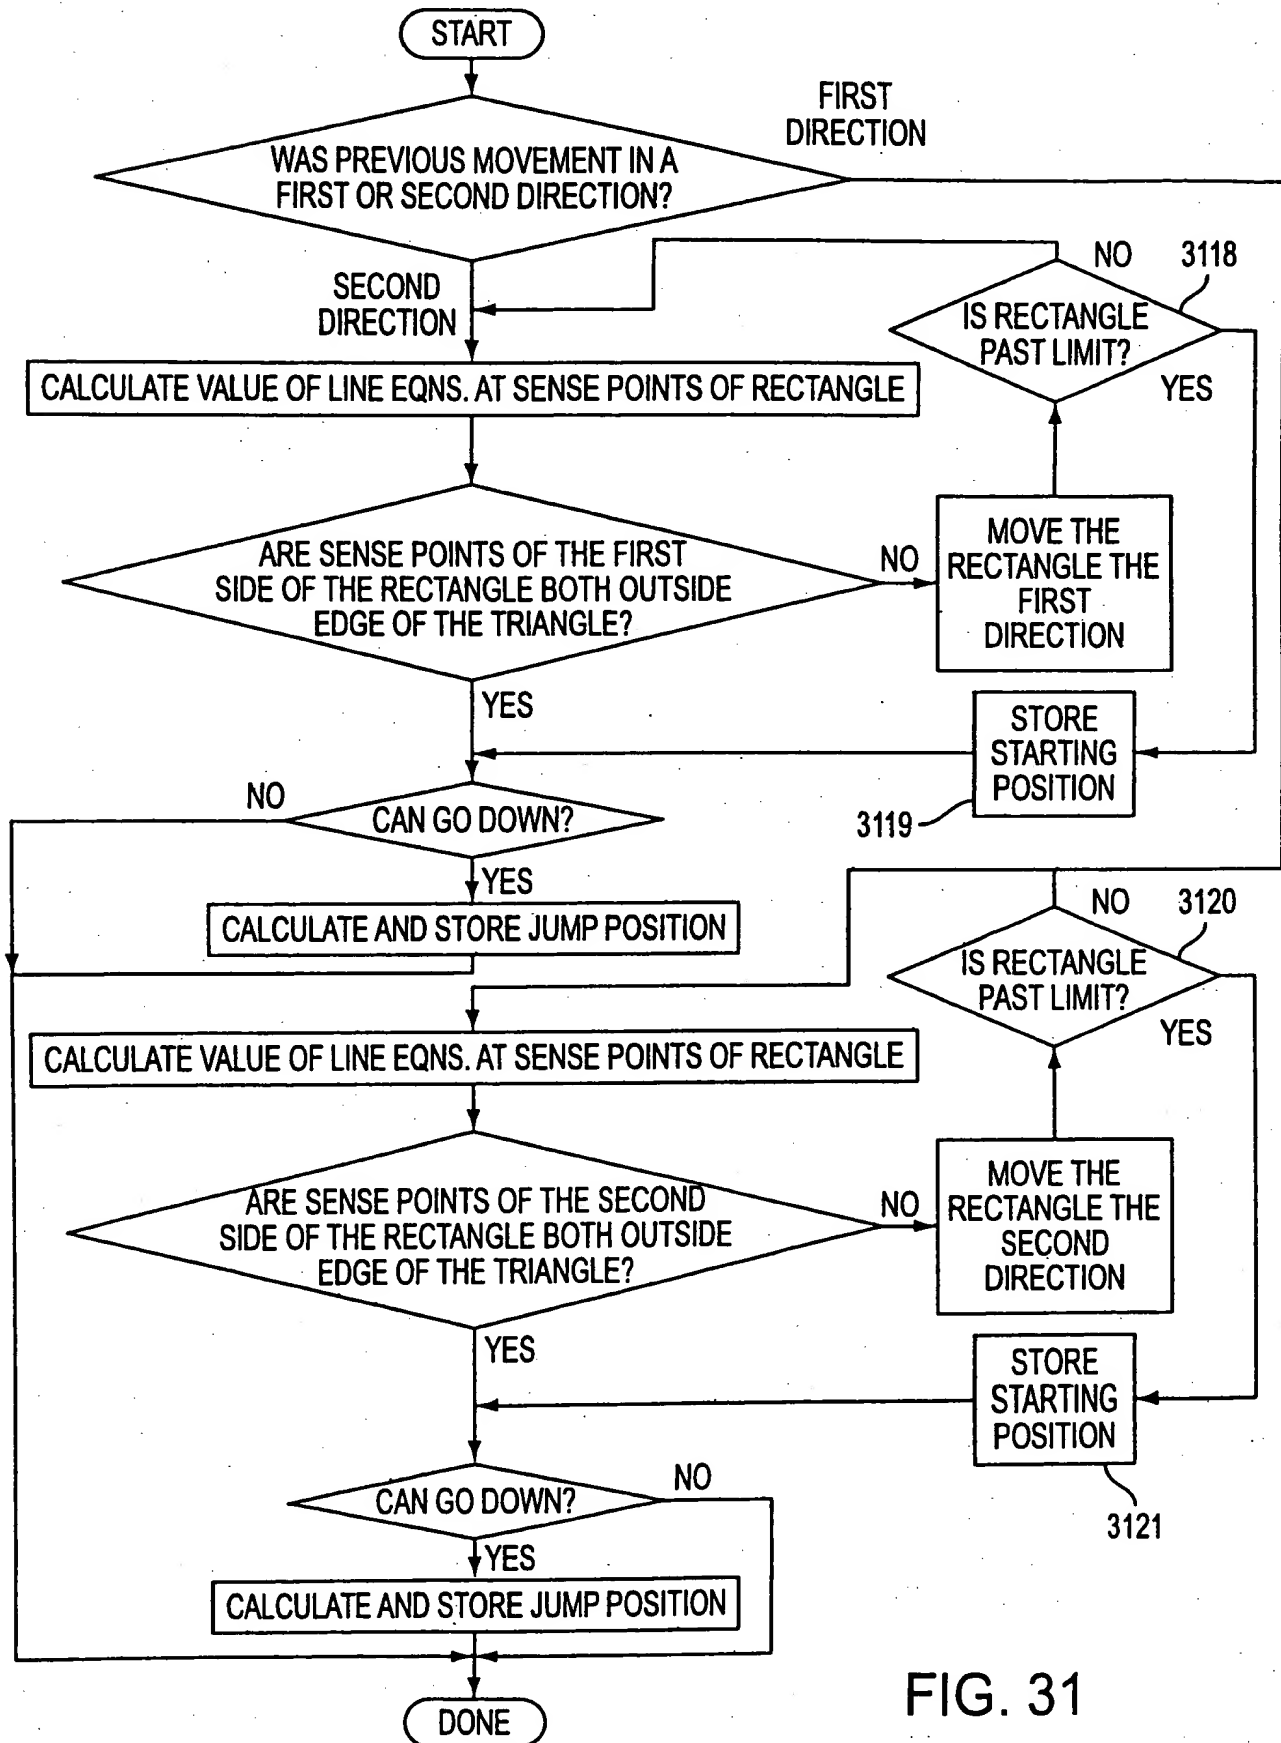 START
FIRST
DIRECTION
WAS PREVIOUS MOVEMENT IN A
FIRST OR SECOND DIRECTION?
SECOND
DIRECTION
NO
3118
IS RECTANGLE
PAST LIMIT?
YES
CALCULATE VALUE OF LINE EQNS. AT SENSE POINTS OF RECTANGLE
ARE SENSE POINTS OF THE FIRST
SIDE OF THE RECTANGLE BOTH OUTSIDE
EDGE OF THE TRIANGLE?
NO
MOVE THE
RECTANGLE THE
FIRST
DIRECTION
YES
STORE
STARTING
POSITION
3119
NO
CAN GO DOWN?
YES
CALCULATE AND STORE JUMP POSITION
NO
3120
IS RECTANGLE
PAST LIMIT?
YES
CALCULATE VALUE OF LINE EQNS. AT SENSE POINTS OF RECTANGLE
ARE SENSE POINTS OF THE SECOND
SIDE OF THE RECTANGLE BOTH OUTSIDE
EDGE OF THE TRIANGLE?
NO
MOVE THE
RECTANGLE THE
SECOND
DIRECTION
YES
STORE
STARTING
POSITION
3121
CAN GO DOWN?
NO
YES
CALCULATE AND STORE JUMP POSITION
DONE
FIG. 31